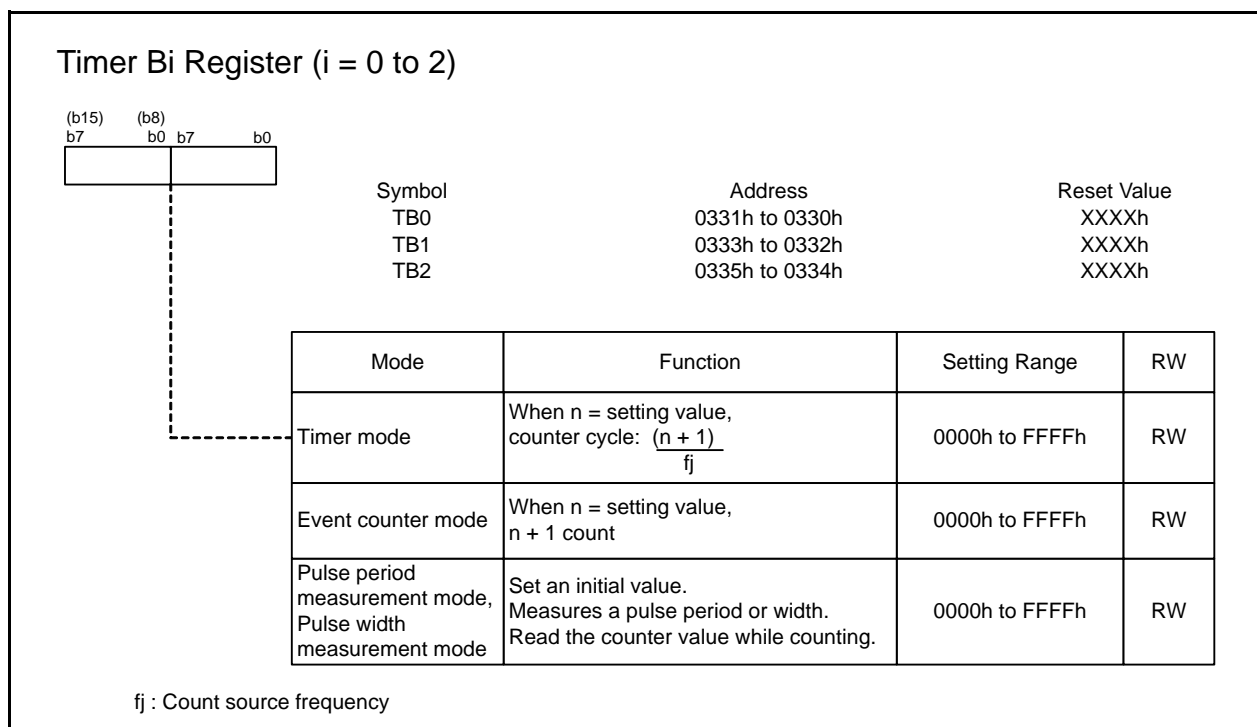 Timer Bi Register (i = 0 to 2)
(b15) (b8)
b7 b0 b7 b0
Symbol Address Reset Value
TB0 0331h to 0330h XXXXh
TB1 0333h to 0332h XXXXh
TB2 0335h to 0334h XXXXh
Mode Function Setting Range RW
Timer mode When n = setting value,
counter cycle: (n + 1)
fj
0000h to FFFFh RW
Event counter mode When n = setting value,
n + 1 count
0000h to FFFFh RW
Pulse period
measurement mode,
Pulse width
measurement mode
Set an initial value.
Measures a pulse period or width.
Read the counter value while counting.
0000h to FFFFh RW
fj : Count source frequency